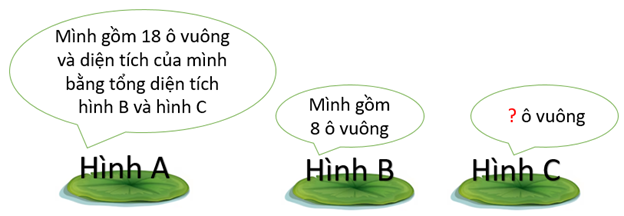 Mình gồm 18 ô vuông
và diện tích của mình
bằng tổng diện tích
hình B và hình C
Mình gồm
8 ô vuông
? ô vuông
Hình A
Hình B
Hình C